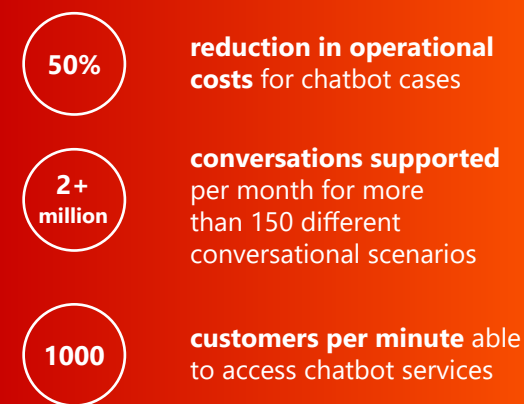 50%
reduction in operational
costs for chatbot cases
2+
million
conversations supported
per month for more
than 150 different
conversational scenarios
1000
customers per minute able
to access chatbot services